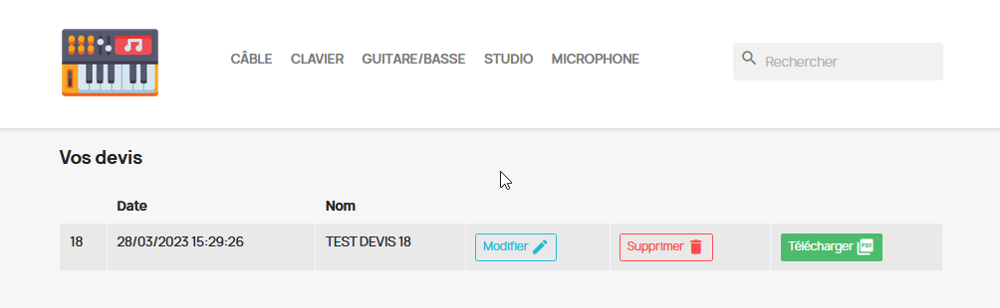 CÂBLE CLAVIER GUITARE/BASSE STUDIO MICROPHONE Rechercher
Vos devis
Date Nom
18 28/03/2023 15:29:26 TEST DEVIS 18 Modifier Supprimer Télécharger PDF